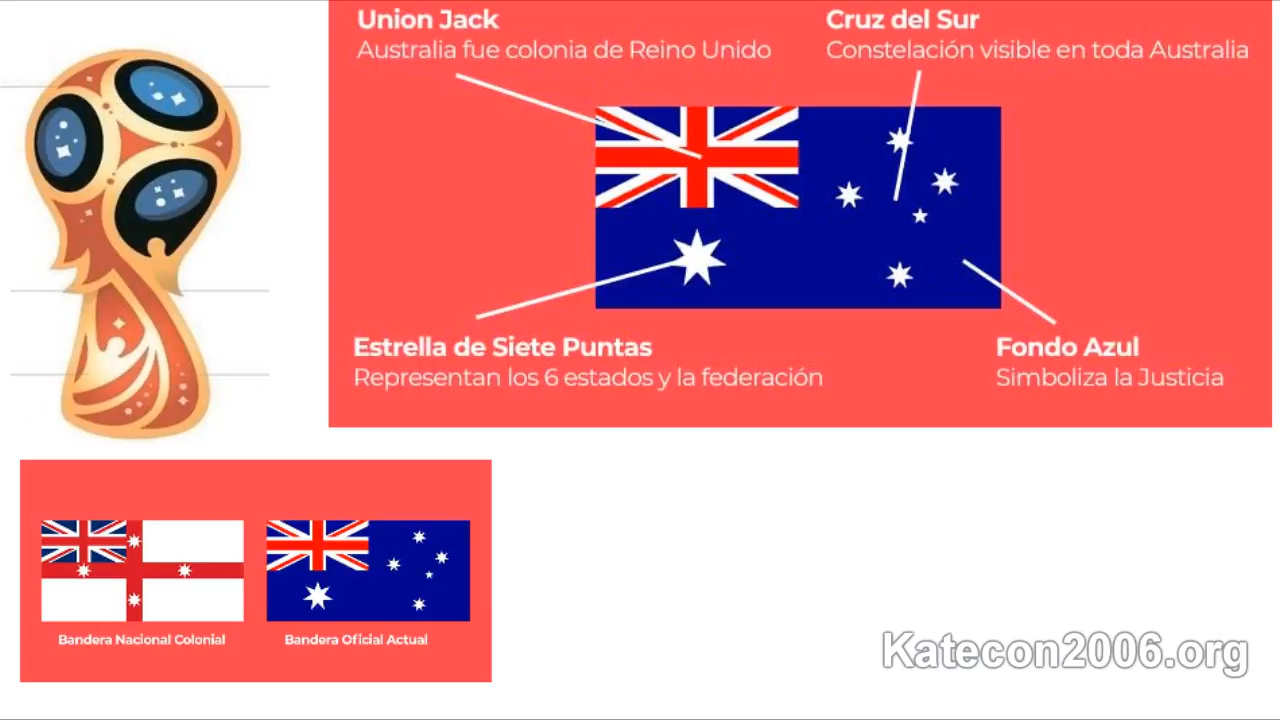 Union Jack
Australia fue colonia de Reino Unido
Cruz del Sur
Constelación visible en toda Australia
Estrella de Siete Puntas
Representan los 6 estados y la federación
Fondo Azul
Simboliza la Justicia
Bandera Nacional Colonial
Bandera Oficial Actual
Katecon2006.org